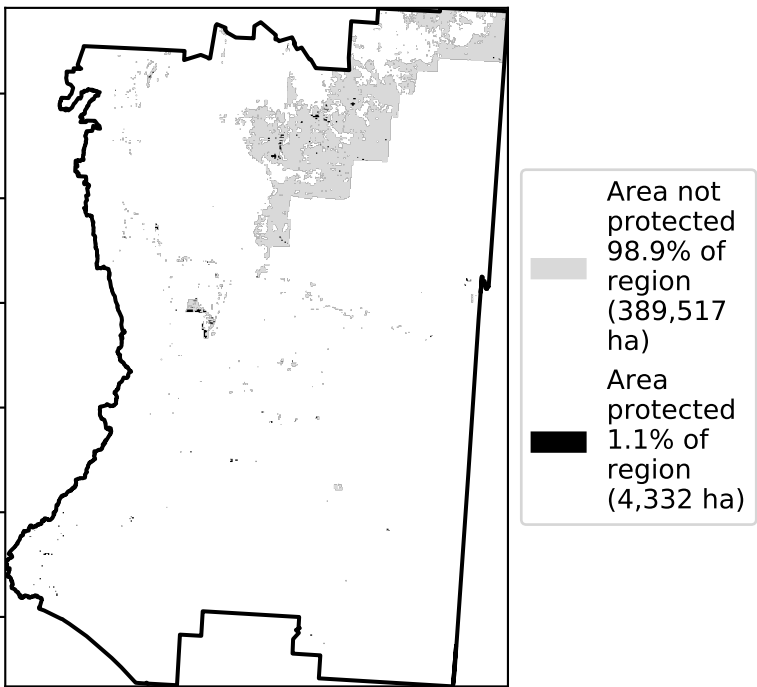 Area not
protected
98.9% of
region
(389,517
ha)
Area
protected
1.1% of
region
(4,332 ha)